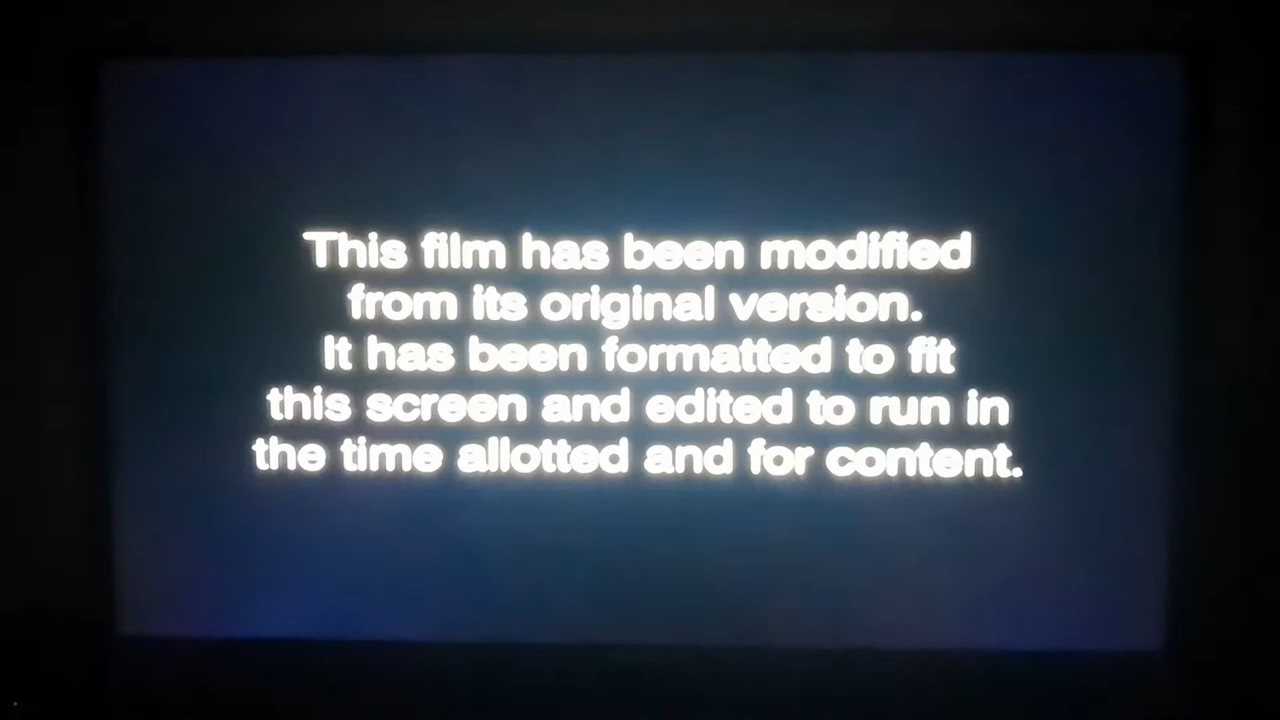 This film has been modified
from its original version.
It has been formatted to fit
this screen and edited to run in
the time allotted and for content.